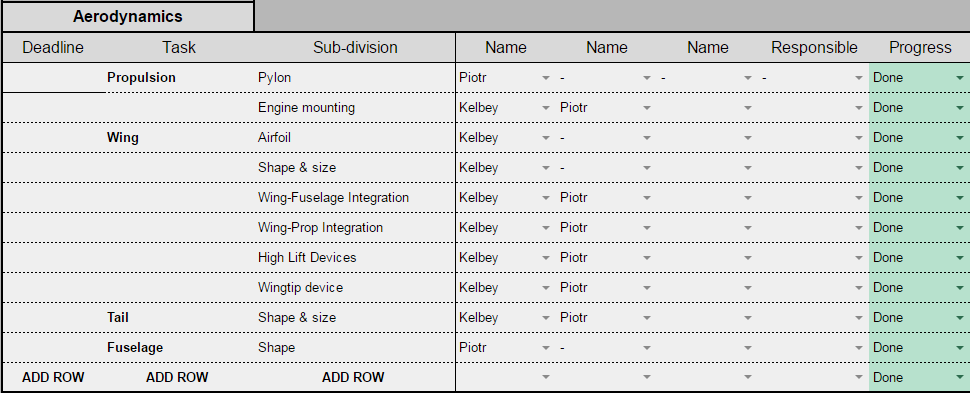 Aerodynamics
Deadline Task Sub-division Name Name Name Responsible Progress
Propulsion Pylon Piotr - - - Done
Engine mounting Kelbey Piotr Done
Wing Airfoil Kelbey - Done
Shape & size Kelbey - Done
Wing-Fuselage Integration Kelbey Piotr Done
Wing-Prop Integration Kelbey Piotr Done
High Lift Devices Kelbey Piotr Done
Wingtip device Kelbey Piotr Done
Tail Shape & size Kelbey Piotr Done
Fuselage Shape Piotr - Done
ADD ROW ADD ROW ADD ROW Done